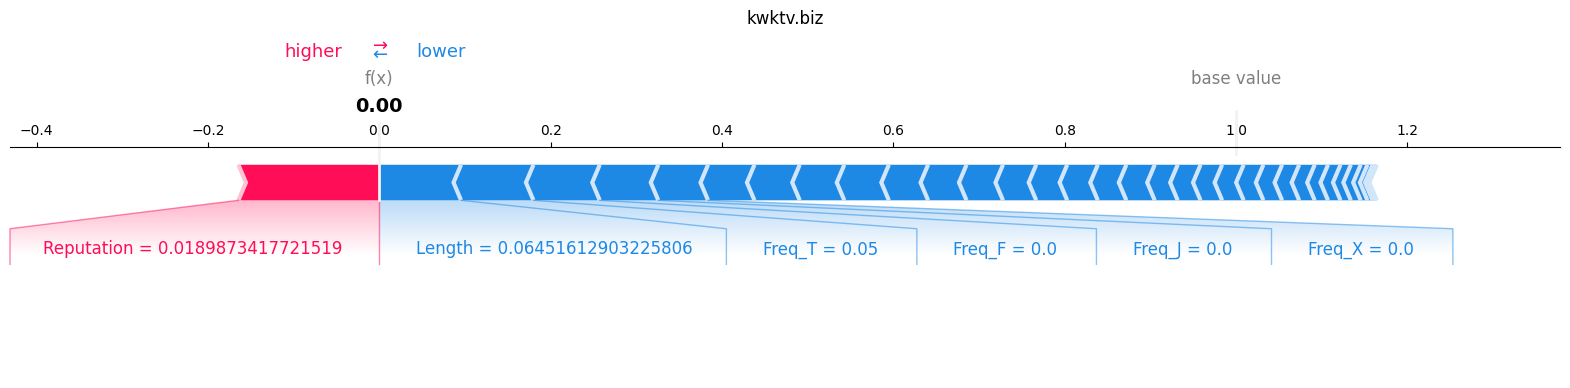 kwktv.biz
higher ⇄ lower
f(x) base value
0.00
−0.4 −0.2 0.0 0.2 0.4 0.6 0.8 1.0 1.2
Reputation = 0.0189873417721519 Length = 0.06451612903225806 Freq_T = 0.05 Freq_F = 0.0 Freq_J = 0.0 Freq_X = 0.0